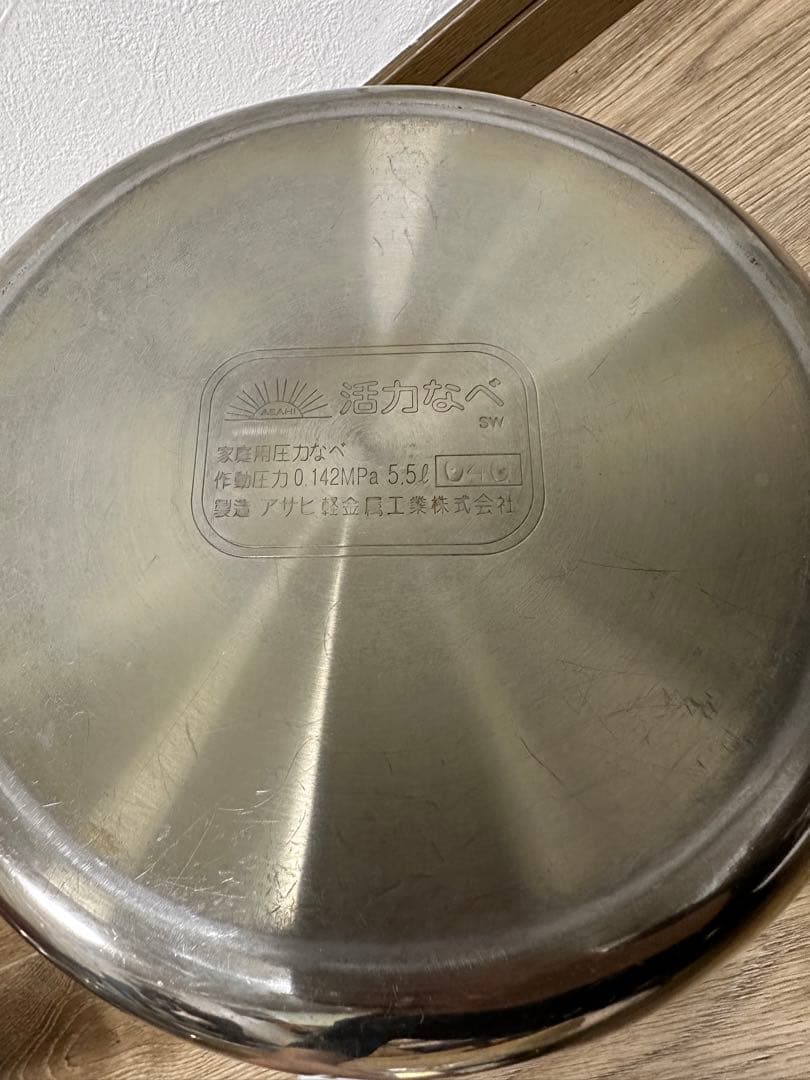 ASAHI 活力なべ
SW
家庭用圧力なべ
作動圧力 0.142MPa 5.5ℓ
製造 アサヒ軽金属工業株式会社